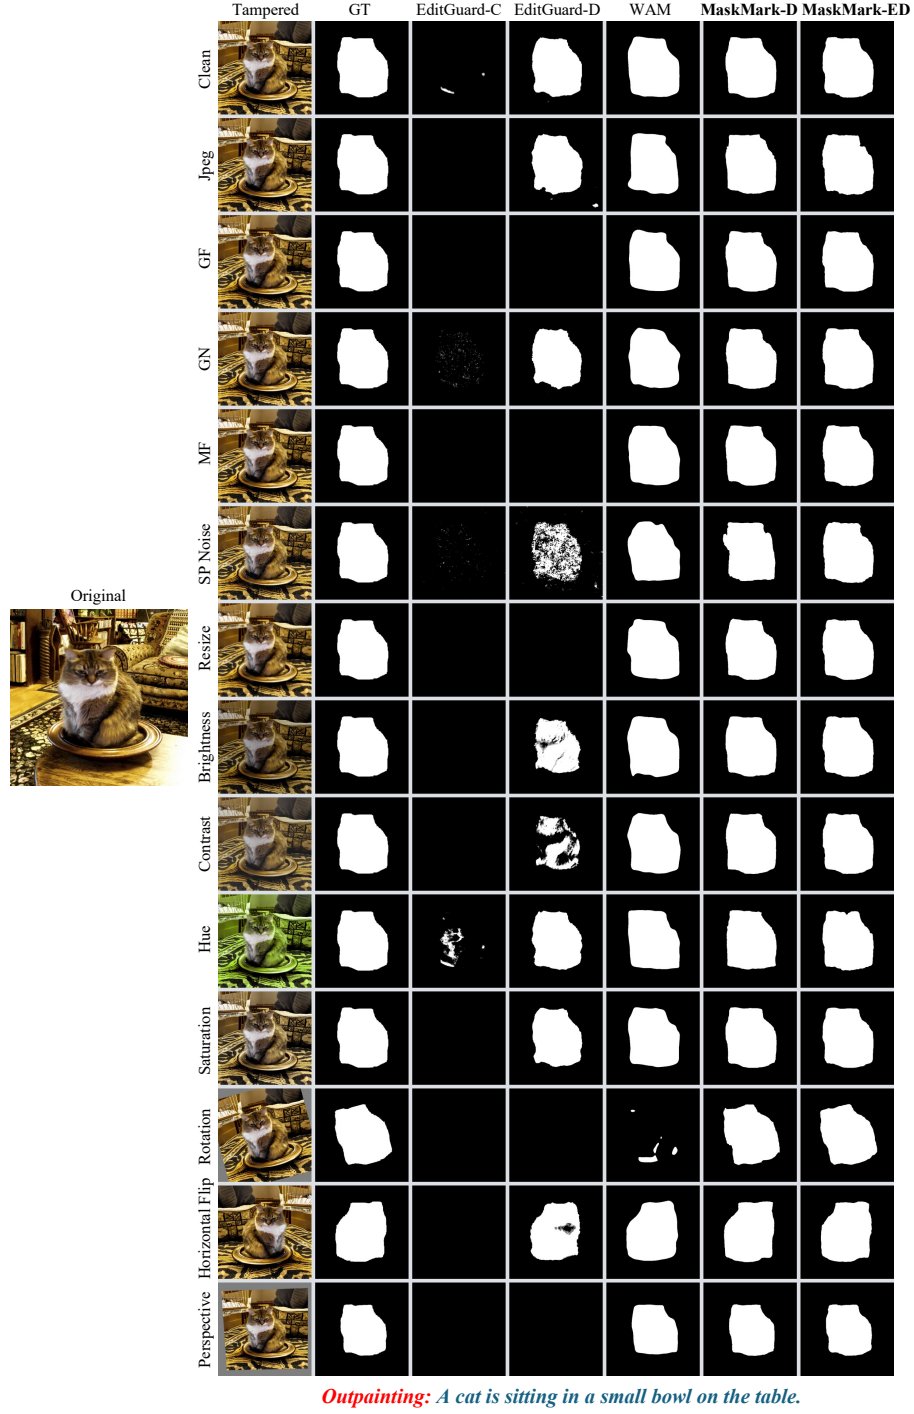 Tampered GT EditGuard-C EditGuard-D WAM MaskMark-D MaskMark-ED
Clean
Jpeg
GF
GN
MF
SP Noise
Original
Resize
Brightness
Contrast
Hue
Saturation
Rotation
Horizontal Flip
Perspective
Outpainting: A cat is sitting in a small bowl on the table.